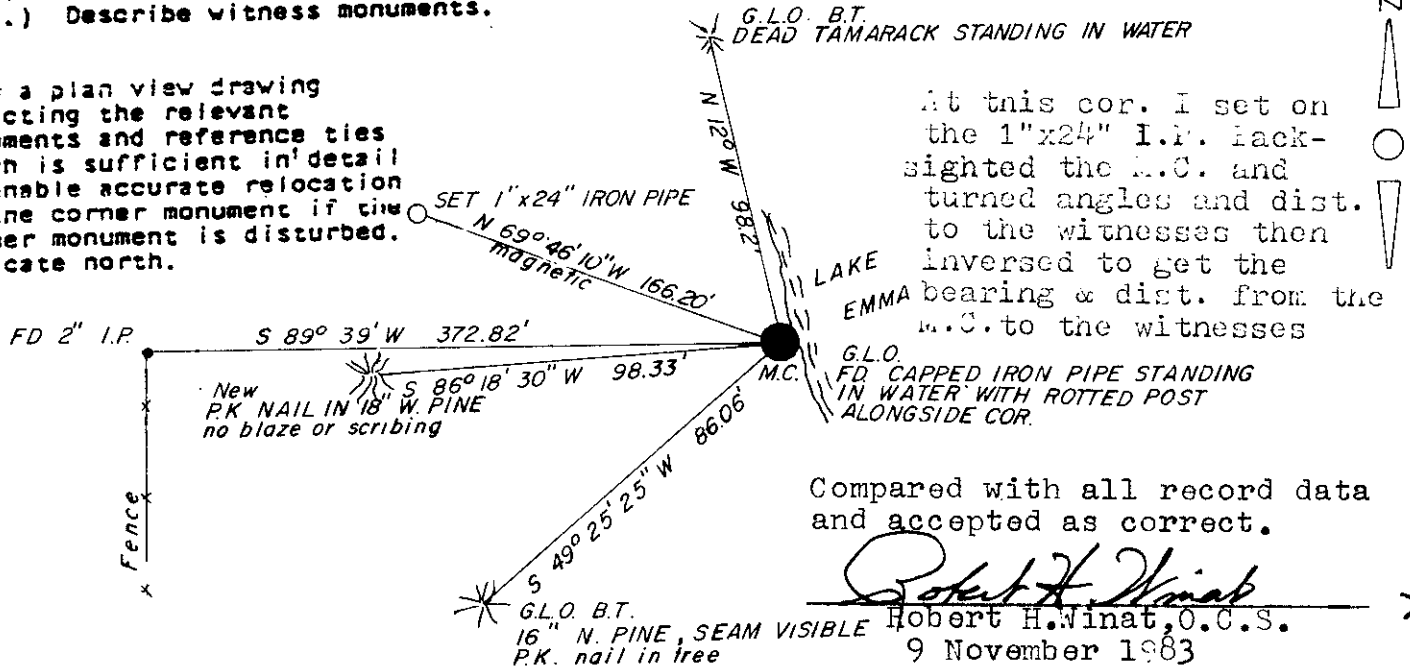 .) Describe witness monuments.
a plan view drawing
cting the relevant
ments and reference ties
h is sufficient in detail
nable accurate relocation
ne corner monument if the
er monument is disturbed.
cate north.
G.L.O. B.T.
DEAD TAMARACK STANDING IN WATER
N 12° W 98.2'
At tnis cor. I set on
the 1"x24" I.P. Back-
sighted the M.C. and
turned angles and dist.
to the witnesses then
inversed to get the
bearing & dist. from the
M.C. to the witnesses
SET 1"x24" IRON PIPE
N 69° 46' 10" W 166.20'
magnetic
LAKE
EMMA
FD 2" I.P.
S 89° 39' W 372.82'
S 86° 18' 30" W 98.33'
New
P.K NAIL IN 18" W. PINE
no blaze or scribing
M.C.
G.L.O.
FD CAPPED IRON PIPE STANDING
IN WATER WITH ROTTED POST
ALONGSIDE COR.
S 49° 25' 25" W 86.06'
Fence
G.L.O. B.T.
16" N. PINE, SEAM VISIBLE
P.K. nail in tree
Compared with all record data
and accepted as correct.
Robert H. Winat
Robert H.Winat,O.C.S.
9 November 1983
N